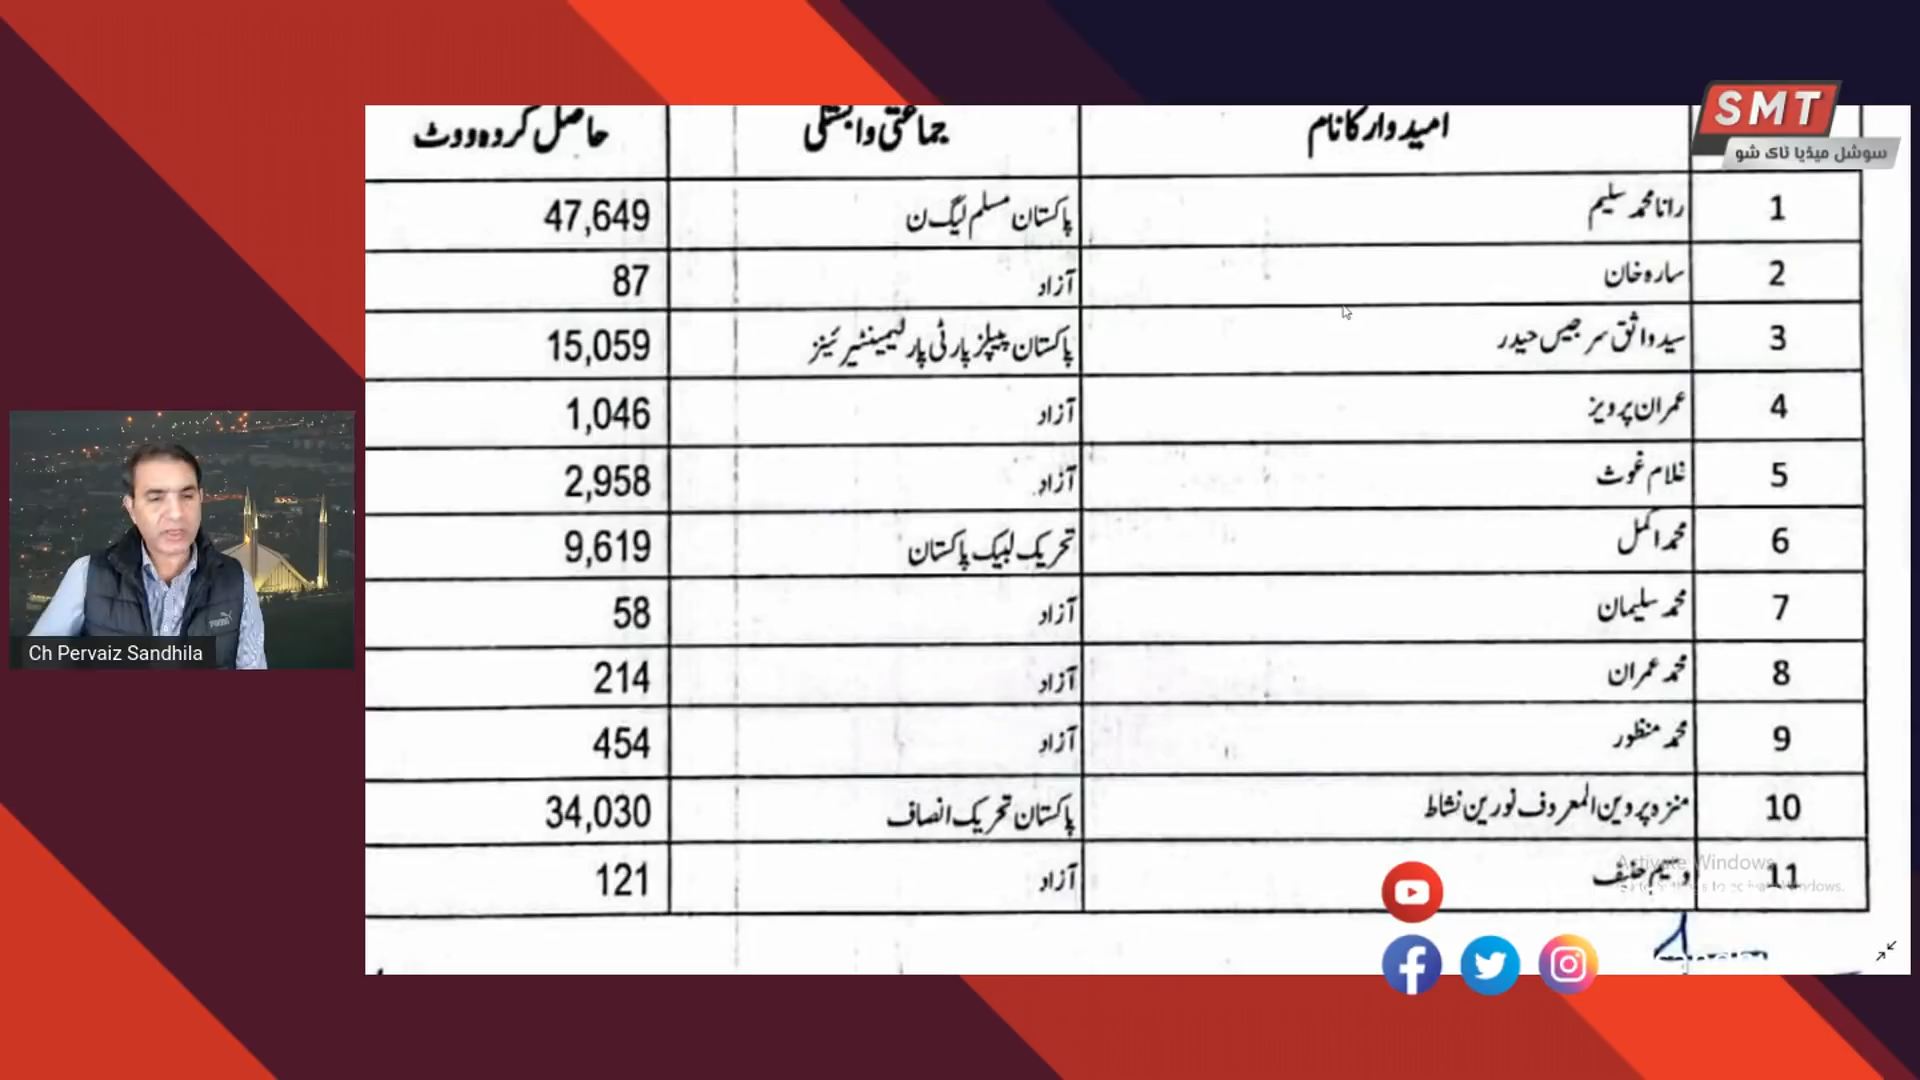 SMT
سوشل میڈیا ٹاک شو
امیدوار کا نام جماعتی وابستگی حاصل کردہ ووٹ
1 رانا محمد سلیم پاکستان مسلم لیگ ن 47,649
2 سارہ خان آزاد 87
3 سید واثق سرجیس حیدر پاکستان پیپلز پارٹی پارلیمینٹیرینز 15,059
4 عمران پرویز آزاد 1,046
5 غلام غوث آزاد 2,958
6 محمد اکمل تحریک لبیک پاکستان 9,619
7 محمد سلیمان آزاد 58
8 محمد عمران آزاد 214
9 محمد منظور آزاد 454
10 منزہ پروین المعروف نورین نشاط پاکستان تحریک انصاف 34,030
11 وسیم حنیف آزاد 121
Activate Windows
Ch Pervaiz Sandhila
PUMA